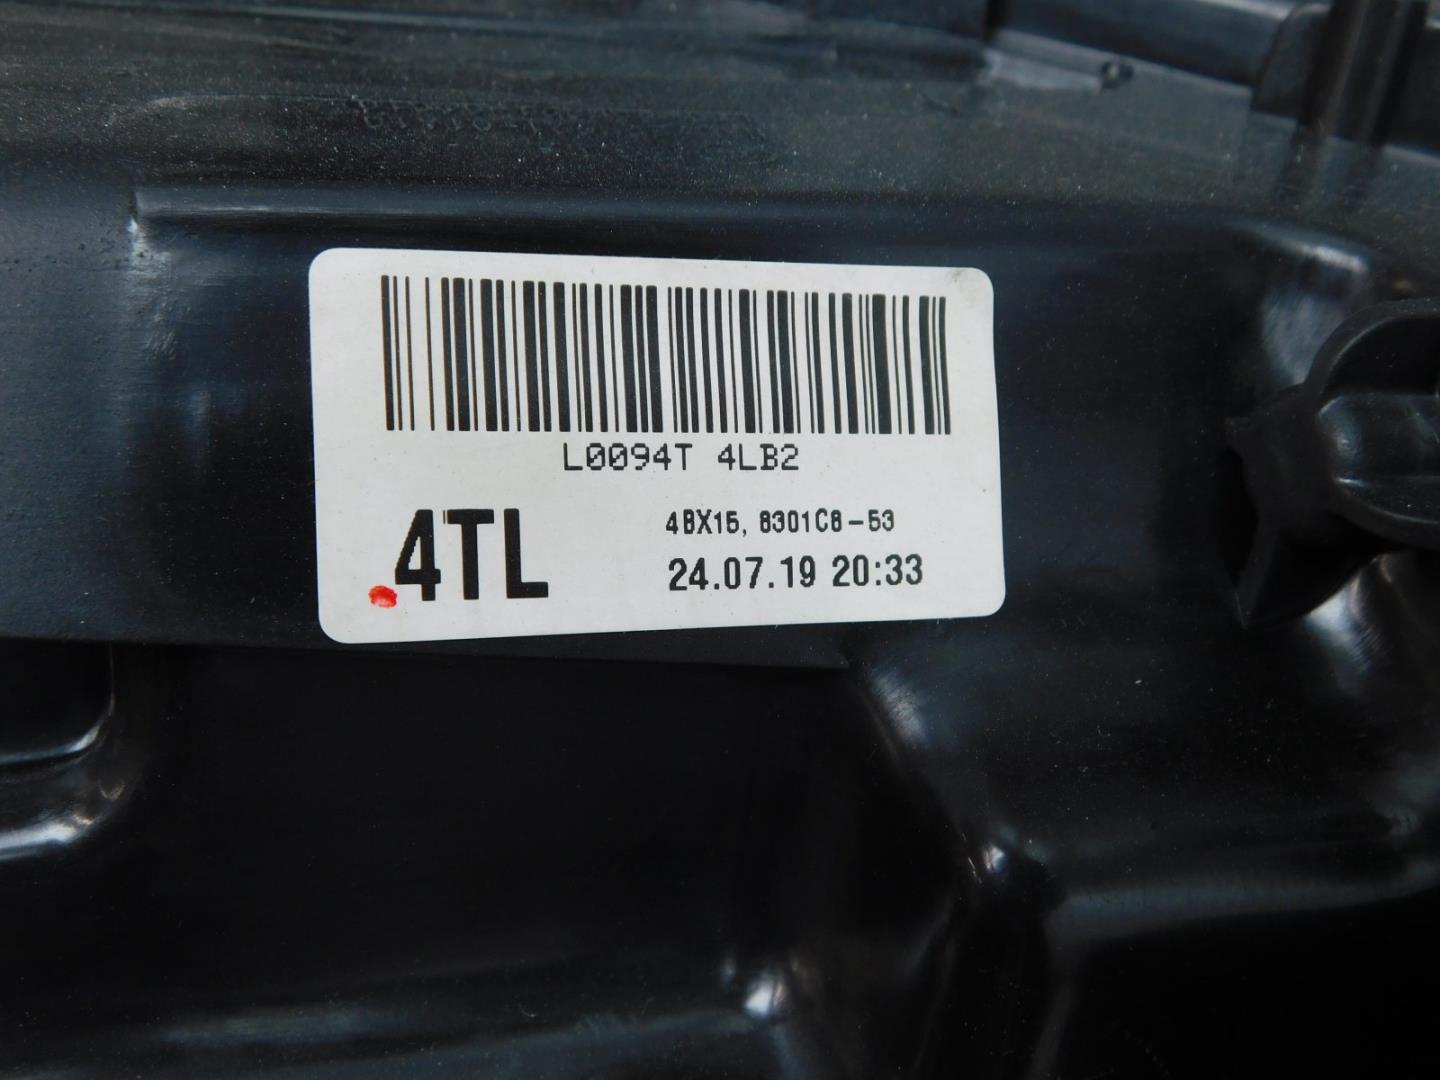 L0094T 4LB2
4TL
4BX15, 8301C8-53
24.07.19 20:33